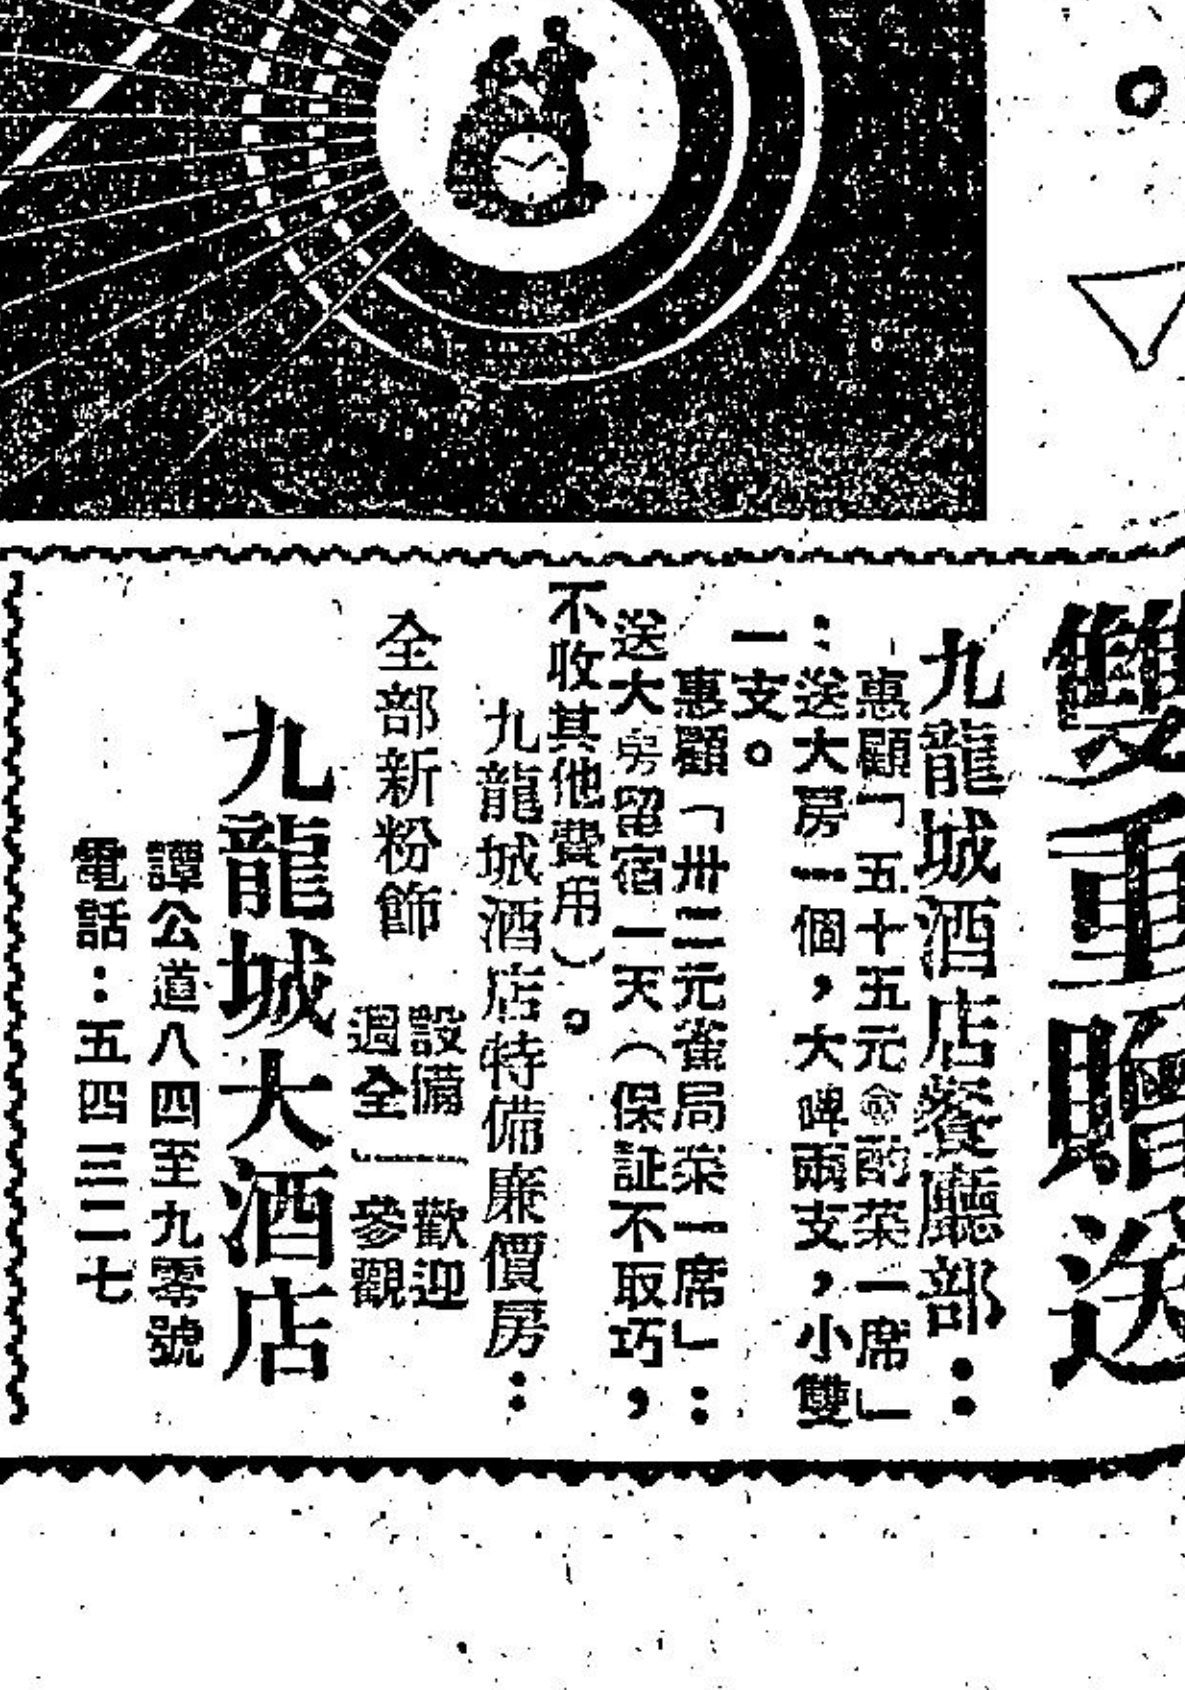 雙重贈送
九龍城酒店餐廳部：
惠顧「五十五元會酌菜一席」
：送大房一個，大啤兩支，小雙
一支。
惠顧「卅二元雀局菜一席」：
送大房留宿一天（保証不取巧，
不收其他費用）。
九龍城酒店特備廉價房：
全部新粉飾
設備週全
歡迎參觀
九龍城大酒店
譚公道八四至九零號
電話：五四三二七